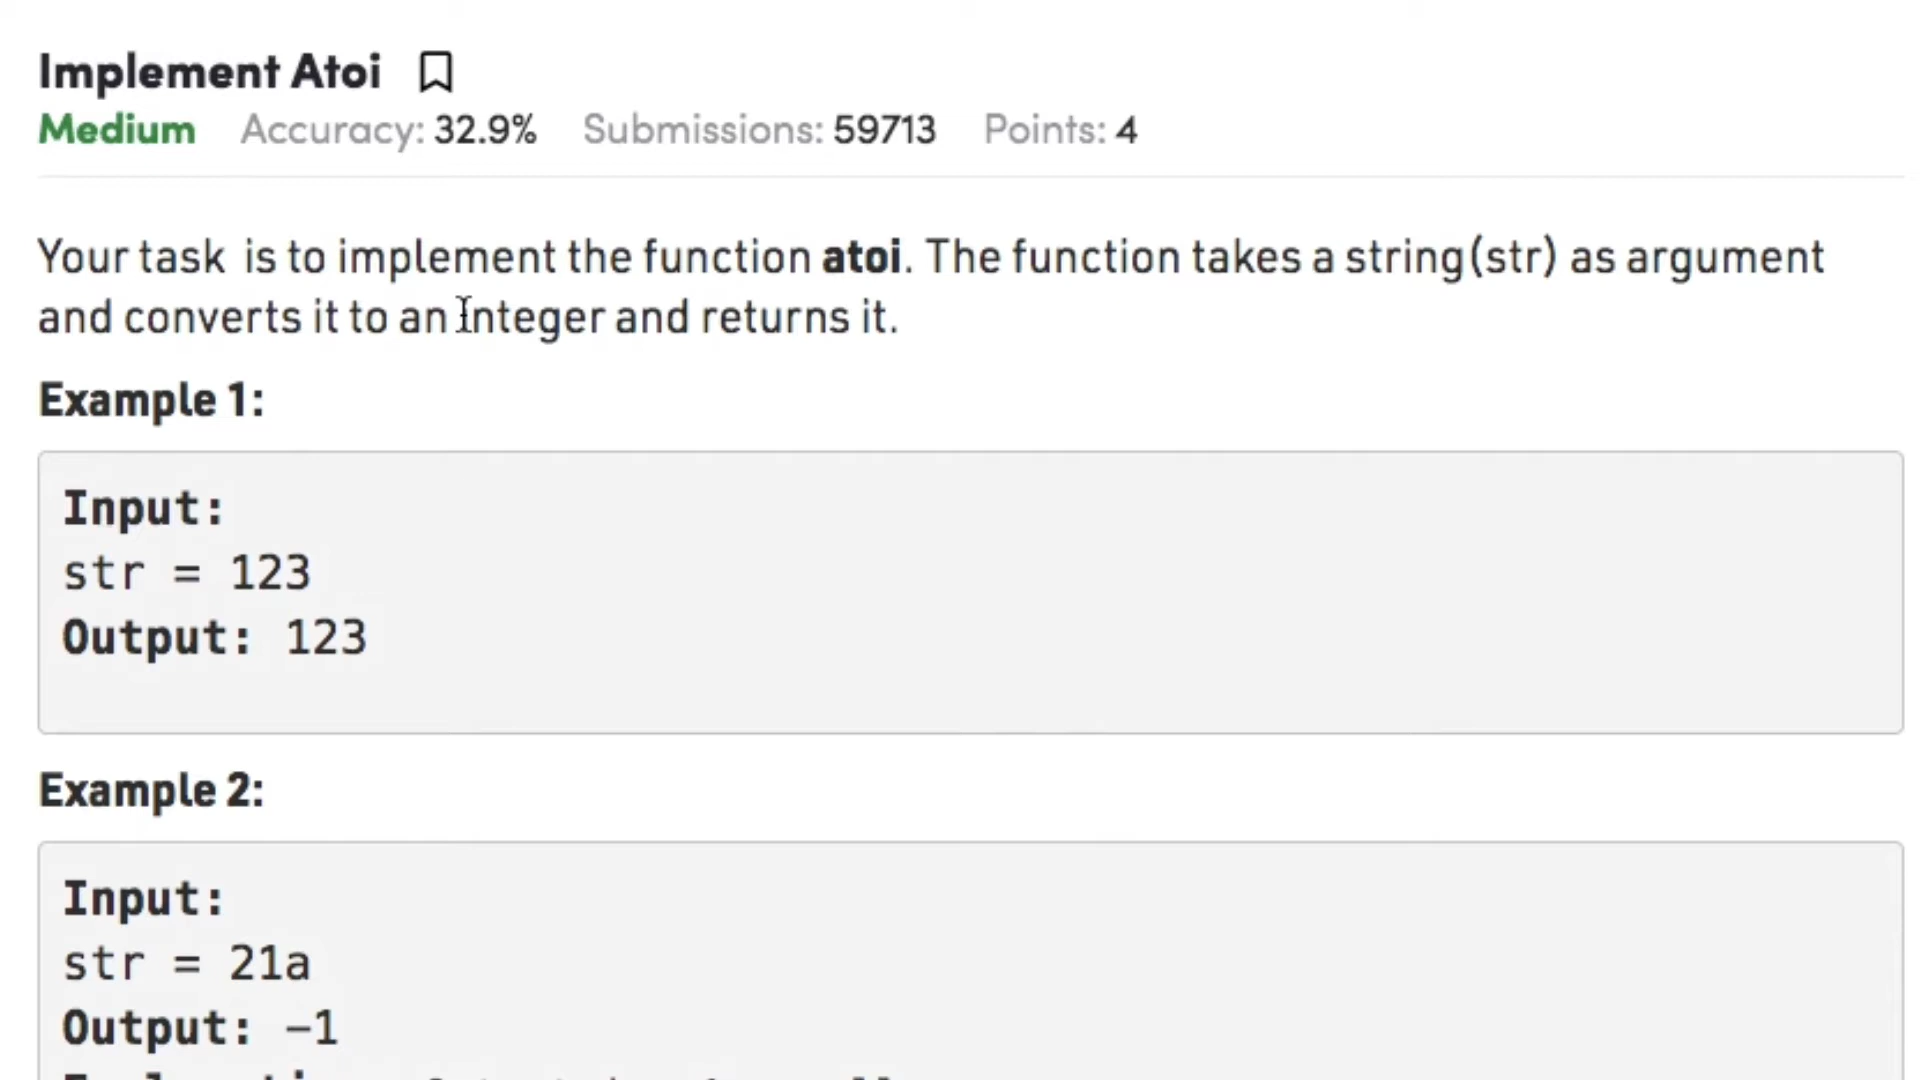 Implement Atoi
Medium Accuracy: 32.9% Submissions: 59713 Points: 4
Your task is to implement the function atoi. The function takes a string(str) as argument
and converts it to an integer and returns it.
Example 1:
Input:
str = 123
Output: 123
Example 2:
Input:
str = 21a
Output: -1